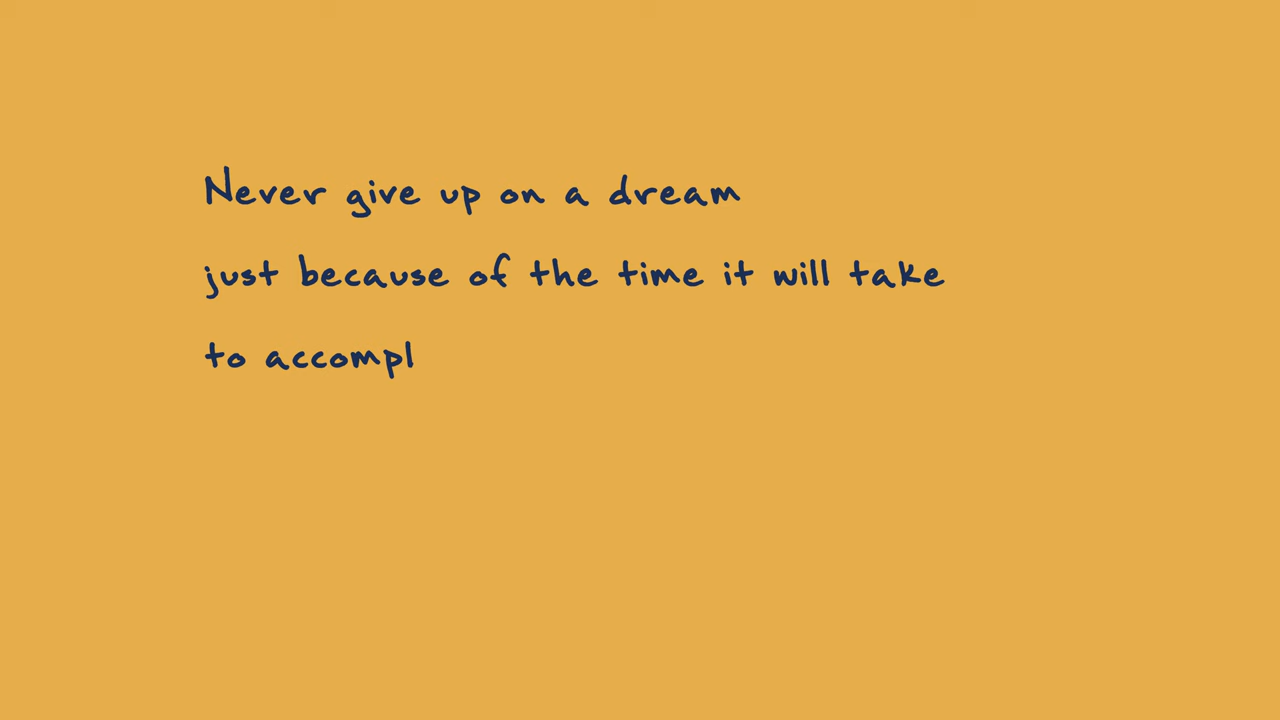 Never give up on a dream
just because of the time it will take
to accompl